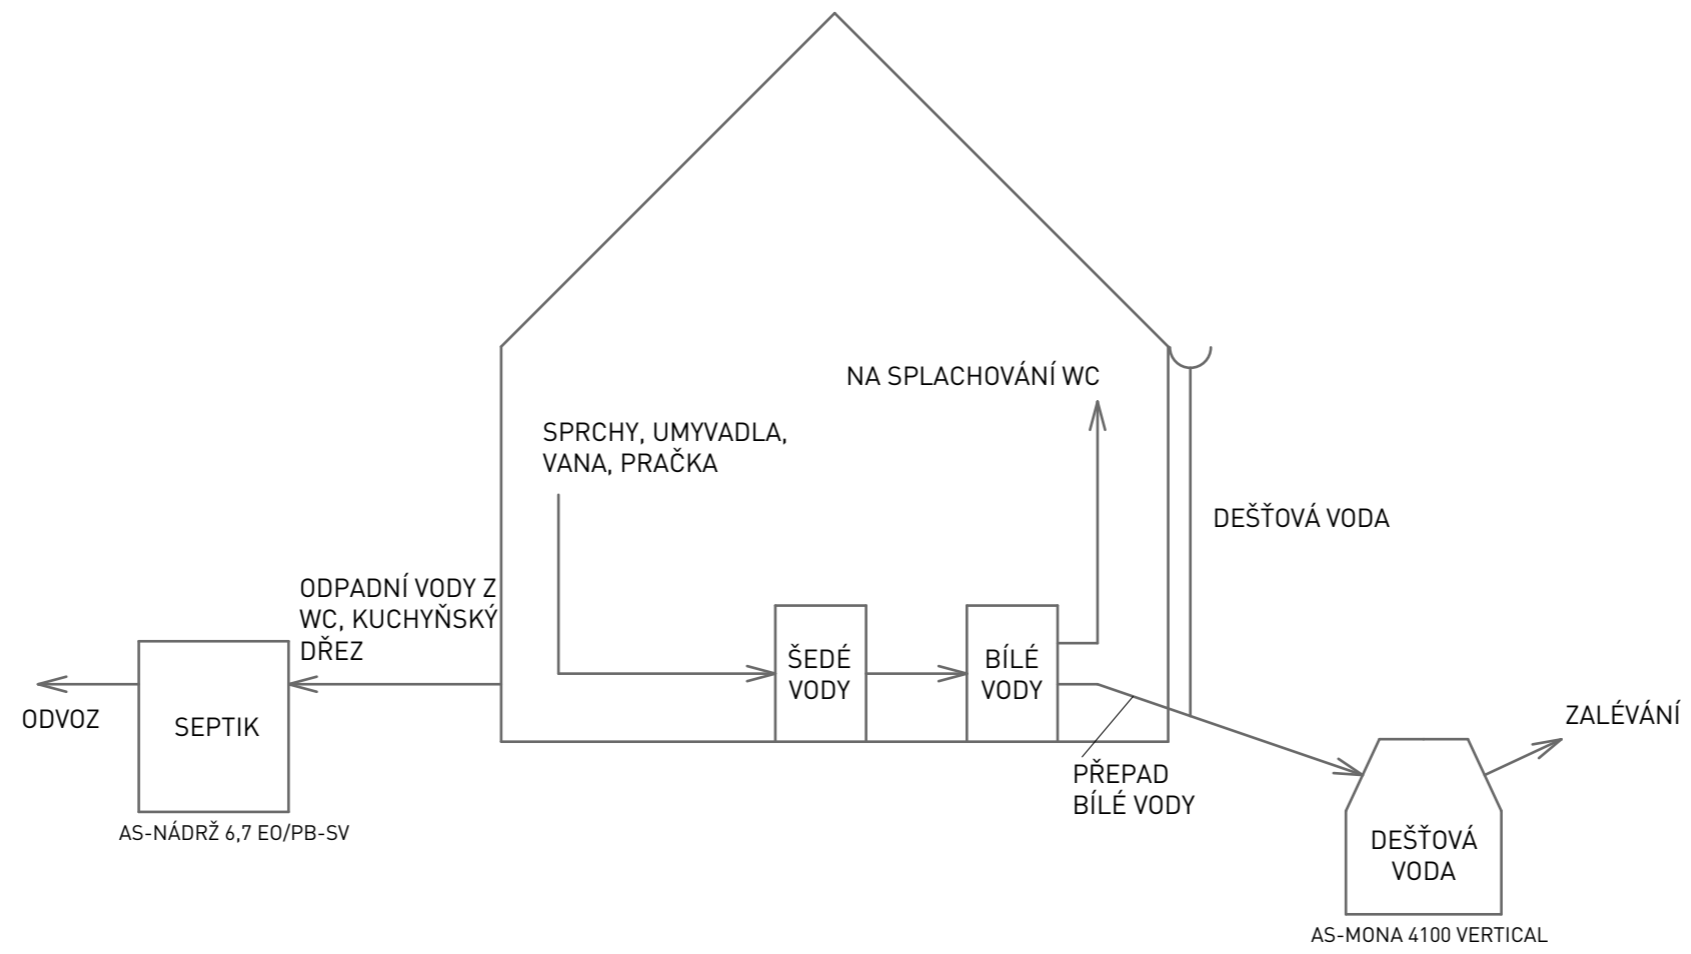 NA SPLACHOVÁNÍ WC
SPRCHY, UMYVADLA,
VANA, PRAČKA
DEŠŤOVÁ VODA
ODPADNÍ VODY Z
WC, KUCHYŇSKÝ
DŘEZ
ŠEDÉ
VODY
BÍLÉ
VODY
ODVOZ
SEPTIK
ZALÉVÁNÍ
PŘEPAD
BÍLÉ VODY
AS-NÁDRŽ 6,7 EO/PB-SV
DEŠŤOVÁ
VODA
AS-MONA 4100 VERTICAL